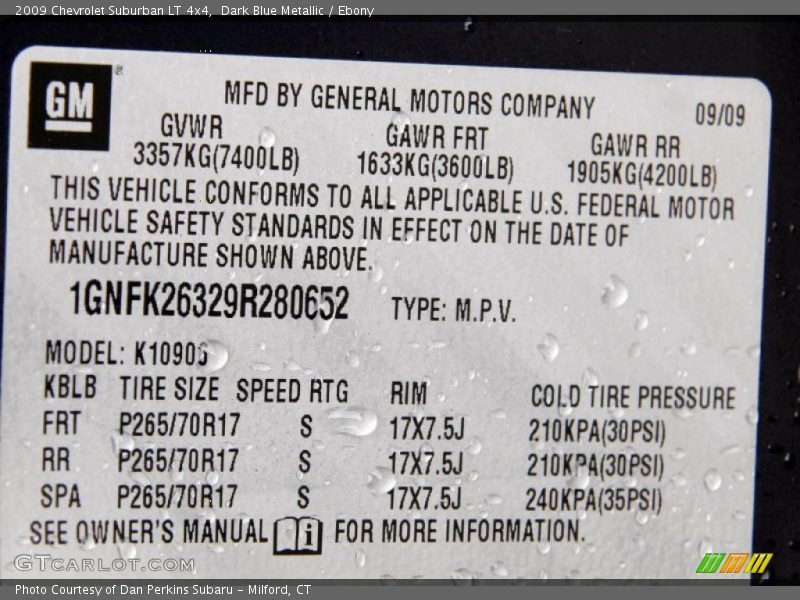 2009 Chevrolet Suburban LT 4x4, Dark Blue Metallic / Ebony
GM
MFD BY GENERAL MOTORS COMPANY 09/09
GVWR GAWR FRT GAWR RR
3357KG(7400LB) 1633KG(3600LB) 1905KG(4200LB)
THIS VEHICLE CONFORMS TO ALL APPLICABLE U.S. FEDERAL MOTOR
VEHICLE SAFETY STANDARDS IN EFFECT ON THE DATE OF
MANUFACTURE SHOWN ABOVE.
1GNFK26329R280652 TYPE: M.P.V.
MODEL: K10906
KBLB TIRE SIZE SPEED RTG RIM COLD TIRE PRESSURE
FRT P265/70R17 S 17X7.5J 210KPA(30PSI)
RR P265/70R17 S 17X7.5J 210KPA(30PSI)
SPA P265/70R17 S 17X7.5J 240KPA(35PSI)
SEE OWNER'S MANUAL i FOR MORE INFORMATION.
GTCARLOT.COM
Photo Courtesy of Dan Perkins Subaru – Milford, CT